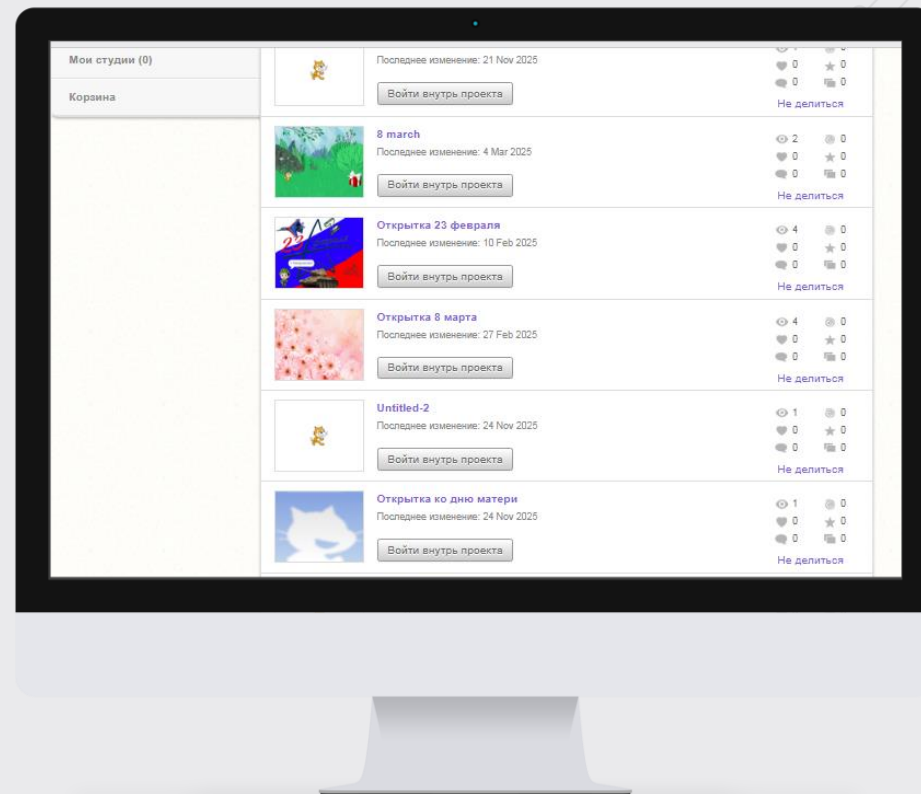 Мои студии (0)
Корзина
Последнее изменение: 21 Nov 2025
Войти внутрь проекта
0
0
0
Не делиться
8 march
Последнее изменение: 4 Mar 2025
Войти внутрь проекта
2 0
0 0
0 0
Не делиться
Открытка 23 февраля
Последнее изменение: 10 Feb 2025
Войти внутрь проекта
4 0
0 0
0 0
Не делиться
23
Открытка 8 марта
Последнее изменение: 27 Feb 2025
Войти внутрь проекта
4 0
0 0
0 0
Не делиться
Untitled-2
Последнее изменение: 24 Nov 2025
Войти внутрь проекта
1 0
0 0
0 0
Не делиться
Открытка ко дню матери
Последнее изменение: 24 Nov 2025
Войти внутрь проекта
1 0
0 0
0 0
Не делиться